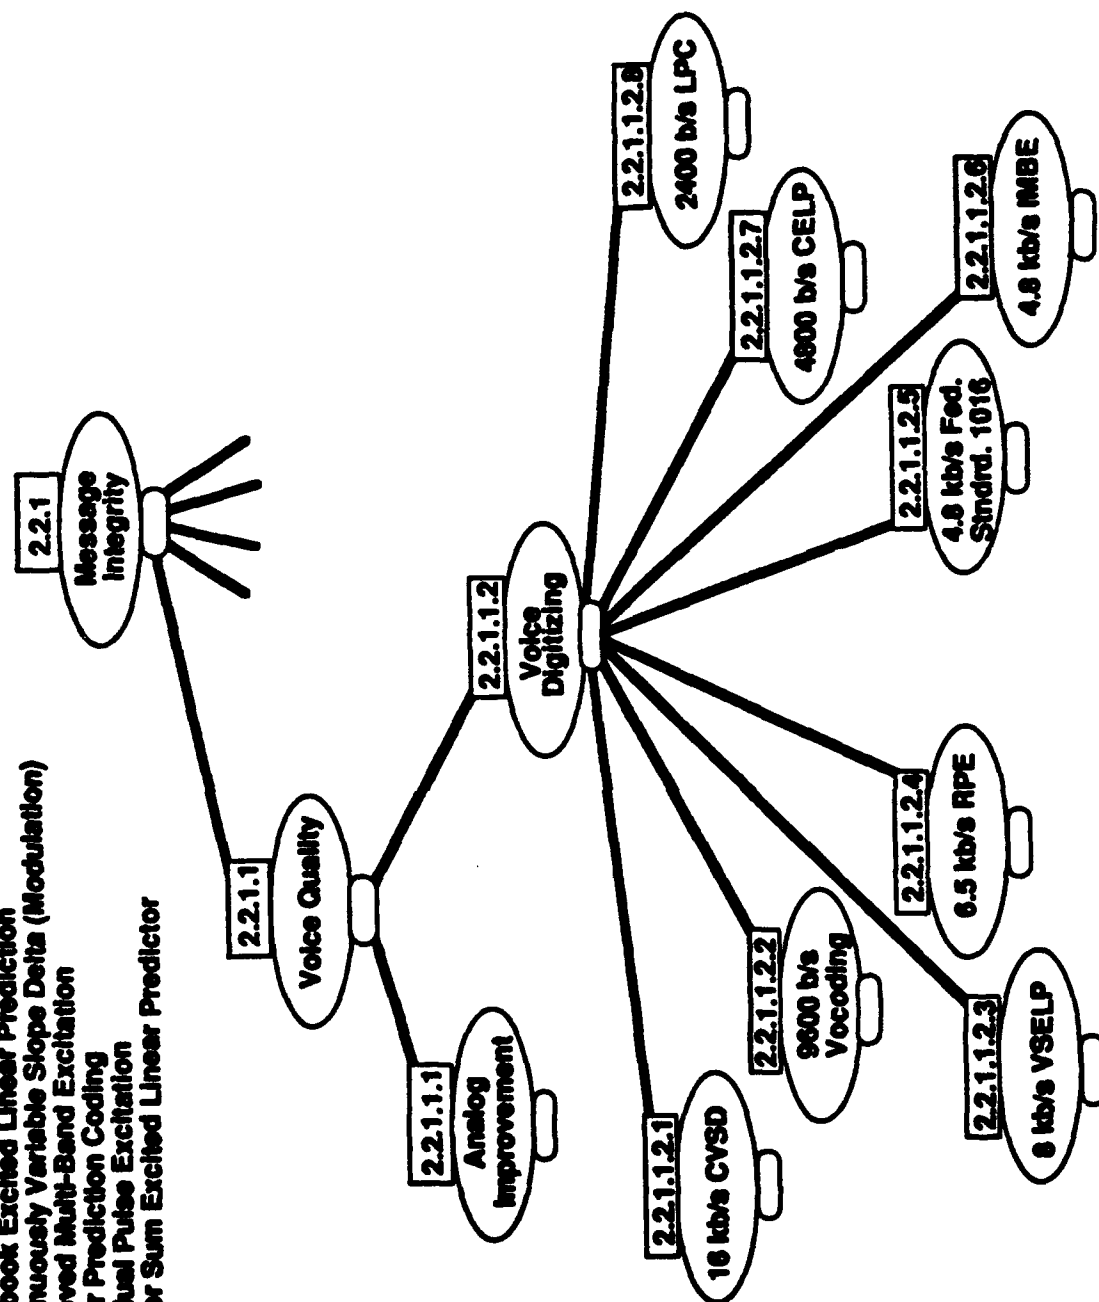 book Excited Linear Prediction
nuously Variable Slope Delta (Modulation)
ved Multi-Band Excitation
r Prediction Coding
ual Pulse Excitation
or Sum Excited Linear Predictor
2.2.1
Message
Integrity
2.2.1.1
Voice Quality
2.2.1.1.1
Analog
Improvement
2.2.1.1.2
Voice
Digitizing
2.2.1.1.2.1
16 kb/s CVSD
2.2.1.1.2.2
9600 b/s
Vocoding
2.2.1.1.2.3
8 kb/s VSELP
2.2.1.1.2.4
6.5 kb/s RPE
2.2.1.1.2.5
4.8 kb/s Fed.
Stndrd. 1016
2.2.1.1.2.6
4.8 kb/s IMBE
2.2.1.1.2.7
4800 b/s CELP
2.2.1.1.2.8
2400 b/s LPC